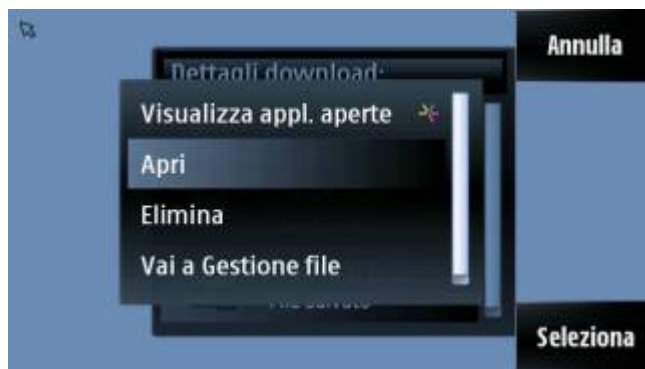 Annulla
Dettagli download:
Visualizza appl. aperte
Apri
Elimina
Vai a Gestione file
Seleziona